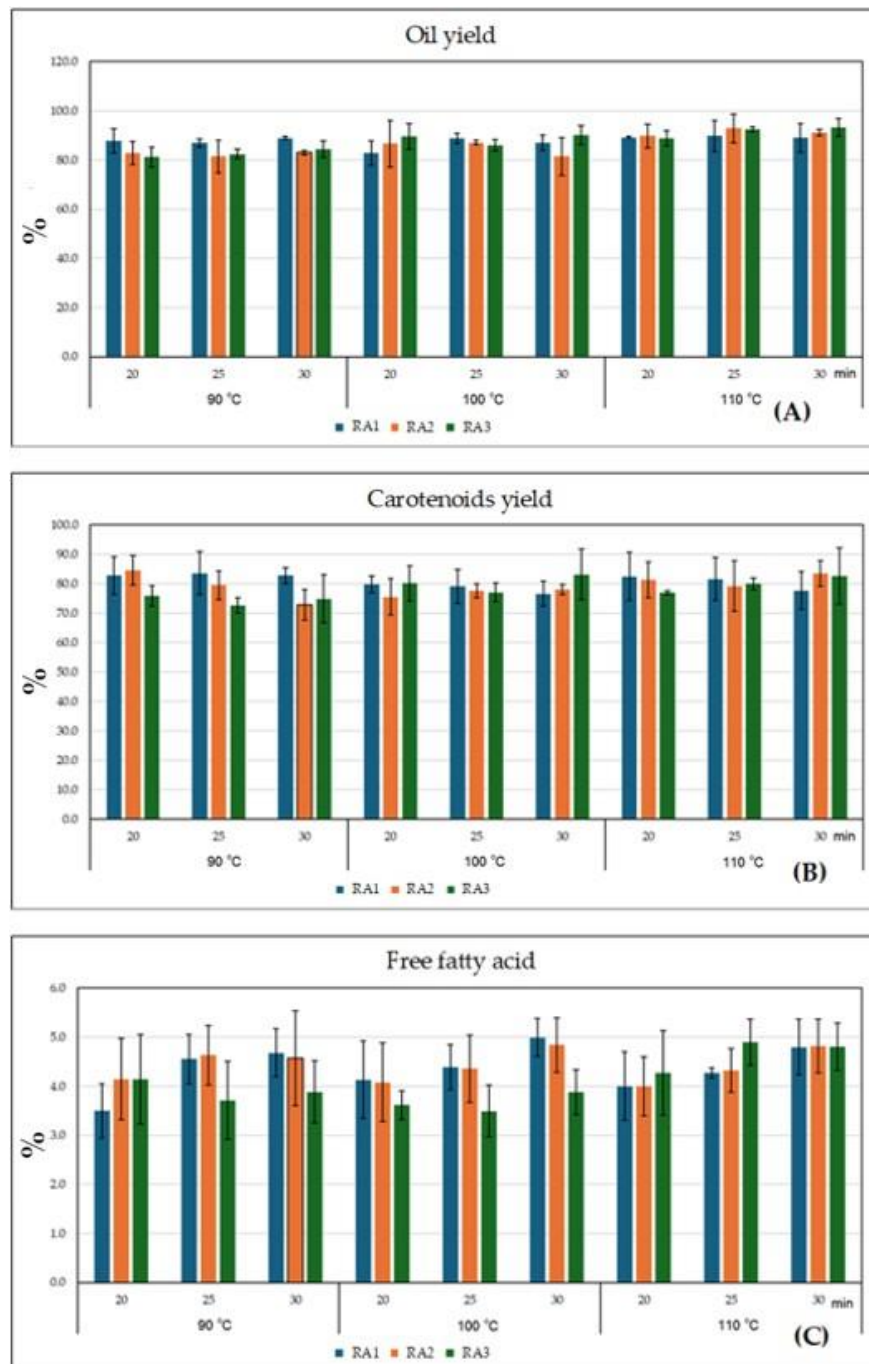 Oil yield
120.0
100.0
80.0
60.0
40.0
20.0
0.0
%
20 25 30 20 25 30 20 25 30 min
90 °C 100 °C 110 °C
(A)
RA1 RA2 RA3
Carotenoids yield
100.0
90.0
80.0
70.0
60.0
50.0
40.0
30.0
20.0
10.0
0.0
%
20 25 30 20 25 30 20 25 30 min
90 °C 100 °C 110 °C
(B)
RA1 RA2 RA3
Free fatty acid
6.0
5.0
4.0
3.0
2.0
1.0
0.0
%
20 25 30 20 25 30 20 25 30 min
90 °C 100 °C 110 °C
(C)
RA1 RA2 RA3